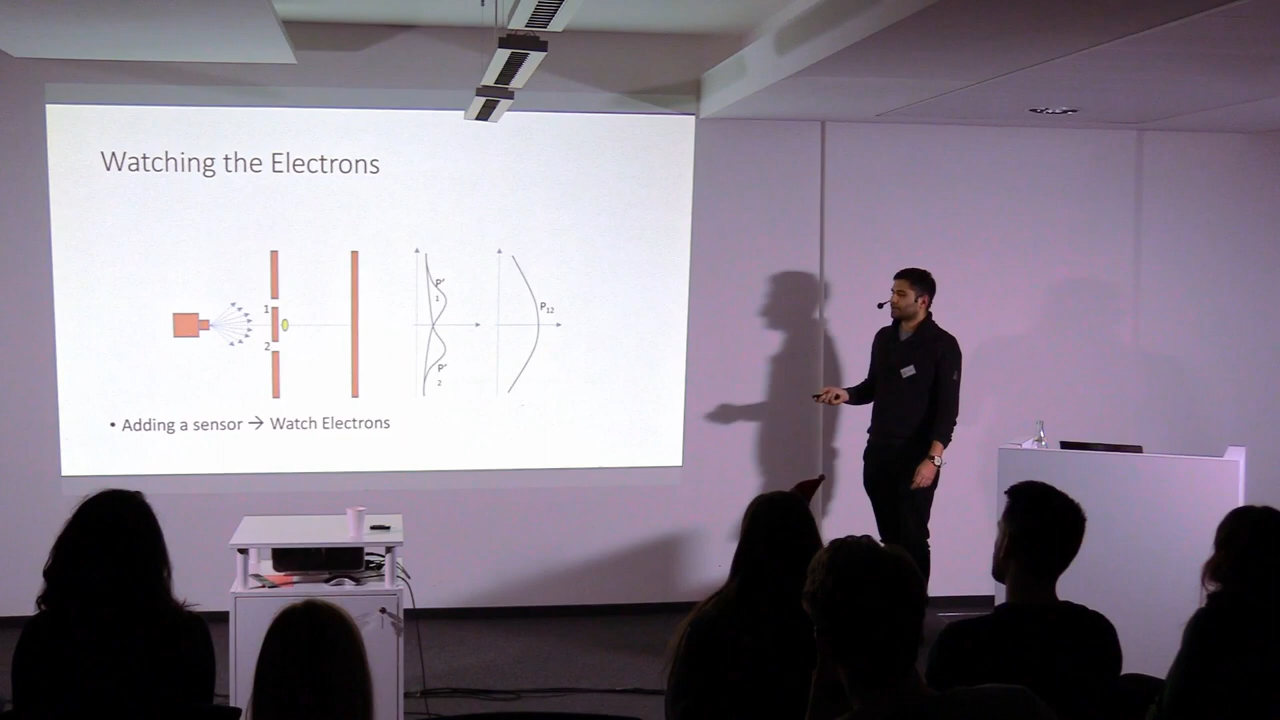 Watching the Electrons
1
2
P'
1
P'
2
P12
• Adding a sensor → Watch Electrons